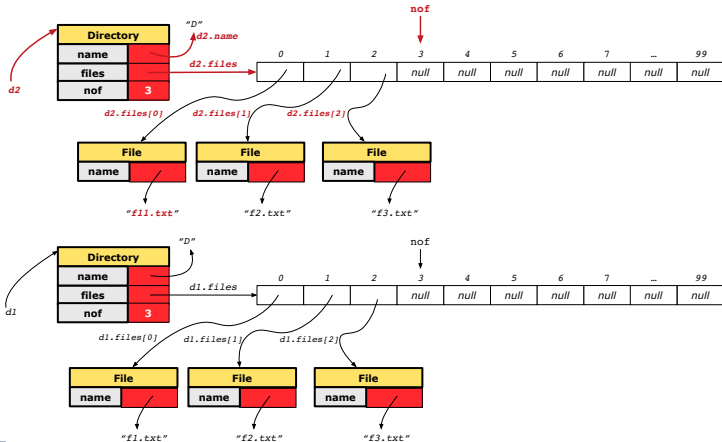 nof
"D"
Directory
d2.name
name
0 1 2 3 4 5 6 7 … 99
files
d2.files
null null null null null null null
d2
nof 3
d2.files[0] d2.files[1] d2.files[2]
File File File
name name name
"f11.txt" "f2.txt" "f3.txt"
"D"
nof
Directory
name
0 1 2 3 4 5 6 7 … 99
files
d1.files
null null null null null null null
d1
nof 3
d1.files[0] d1.files[1] d1.files[2]
File File File
name name name
"f1.txt" "f2.txt" "f3.txt"